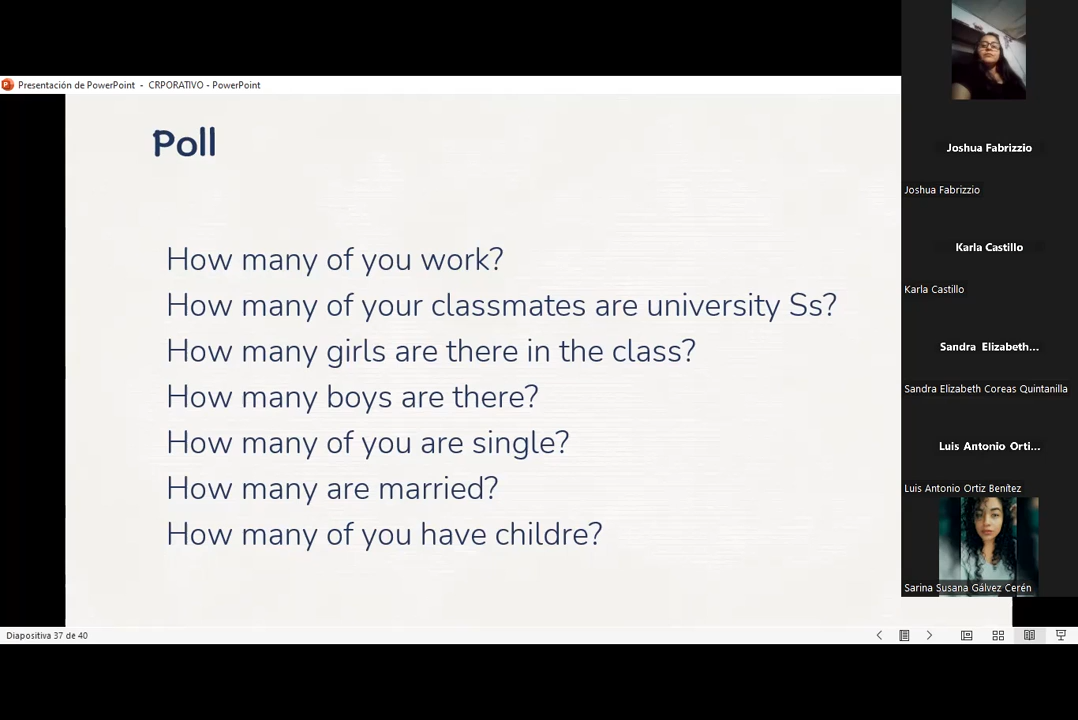 Presentación de PowerPoint - CRPORATIVO - PowerPoint
Poll
How many of you work?
How many of your classmates are university Ss?
How many girls are there in the class?
How many boys are there?
How many of you are single?
How many are married?
How many of you have childre?
Diapositiva 37 de 40
Joshua Fabrizzio
Joshua Fabrizzio
Karla Castillo
Karla Castillo
Sandra Elizabeth...
Sandra Elizabeth Coreas Quintanilla
Luis Antonio Orti...
Luis Antonio Ortiz Benítez
Sarina Susana Gálvez Cerén